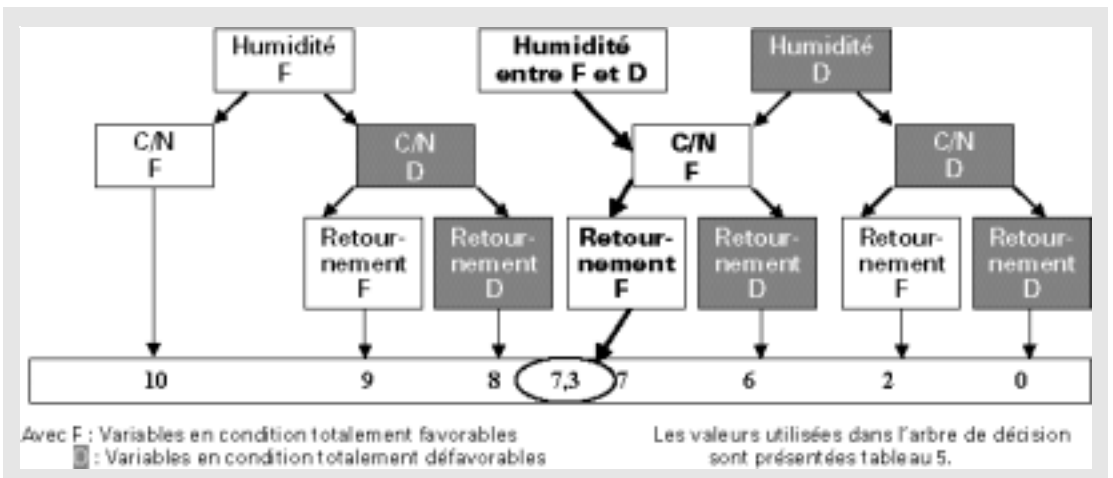 Humidité
F
Humidité
entre F et D
Humidité
D
C/N
F
C/N
D
C/N
F
C/N
D
Retour-
nement
F
Retour-
nement
D
Retour-
nement
F
Retour-
nement
D
Retour-
nement
F
Retour-
nement
D
10 9 8 7,3 7 6 2 0
Avec F : Variables en condition totalement favorables
: Variables en condition totalement défavorables
Les valeurs utilisées dans l'arbre de décision
sont présentées tableau 5.